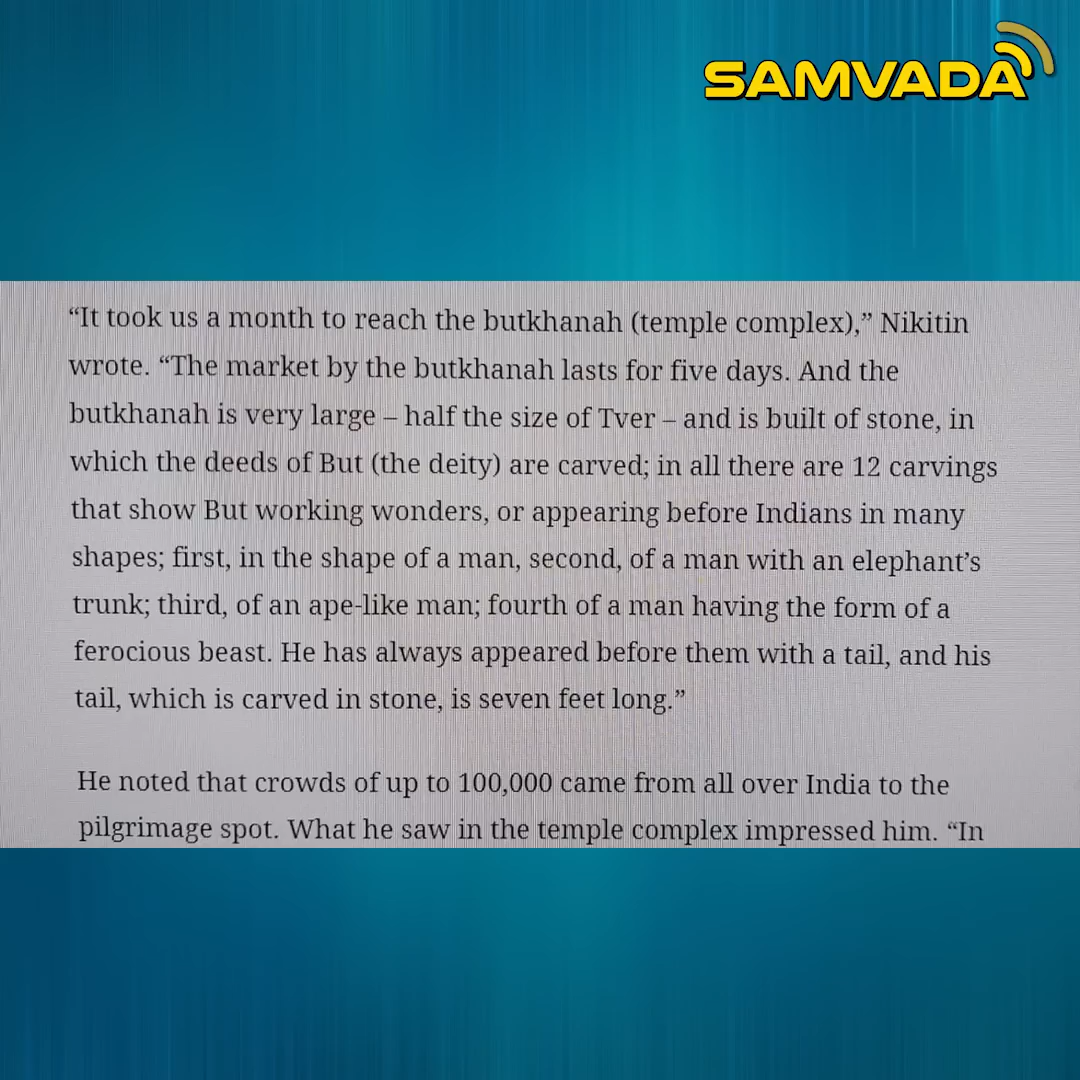 SAMVADA
“It took us a month to reach the butkhanah (temple complex),” Nikitin
wrote. “The market by the butkhanah lasts for five days. And the
butkhanah is very large – half the size of Tver – and is built of stone, in
which the deeds of But (the deity) are carved; in all there are 12 carvings
that show But working wonders, or appearing before Indians in many
shapes; first, in the shape of a man, second, of a man with an elephant’s
trunk; third, of an ape-like man; fourth of a man having the form of a
ferocious beast. He has always appeared before them with a tail, and his
tail, which is carved in stone, is seven feet long.”
He noted that crowds of up to 100,000 came from all over India to the
pilgrimage spot. What he saw in the temple complex impressed him. “In